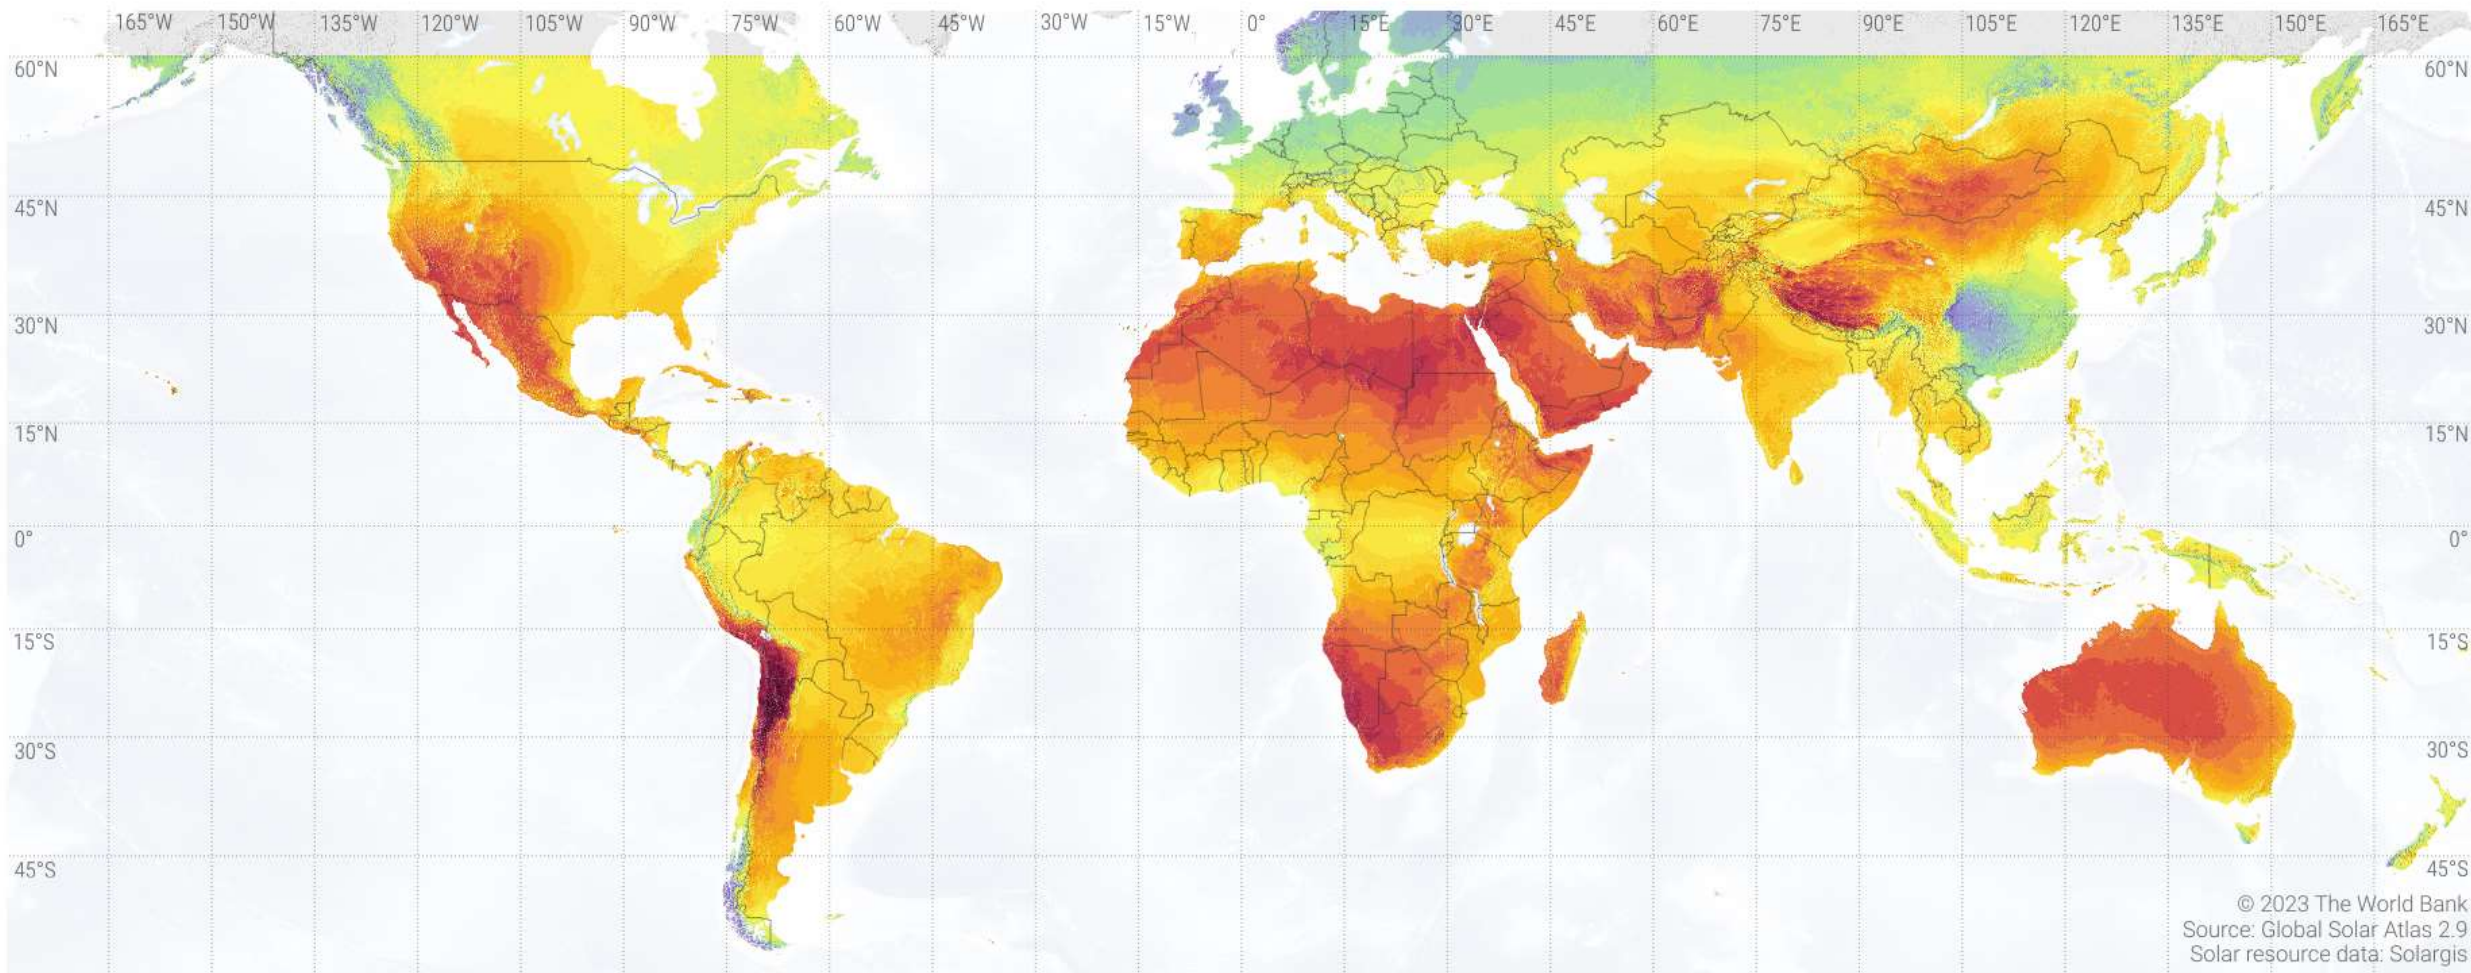 165°W 150°W 135°W 120°W 105°W 90°W 75°W 60°W 45°W 30°W 15°W 0° 15°E 30°E 45°E 60°E 75°E 90°E 105°E 120°E 135°E 150°E 165°E
60°N 60°N
45°N 45°N
30°N 30°N
15°N 15°N
0° 0°
15°S 15°S
30°S 30°S
45°S 45°S
© 2023 The World Bank
Source: Global Solar Atlas 2.9
Solar resource data: Solargis